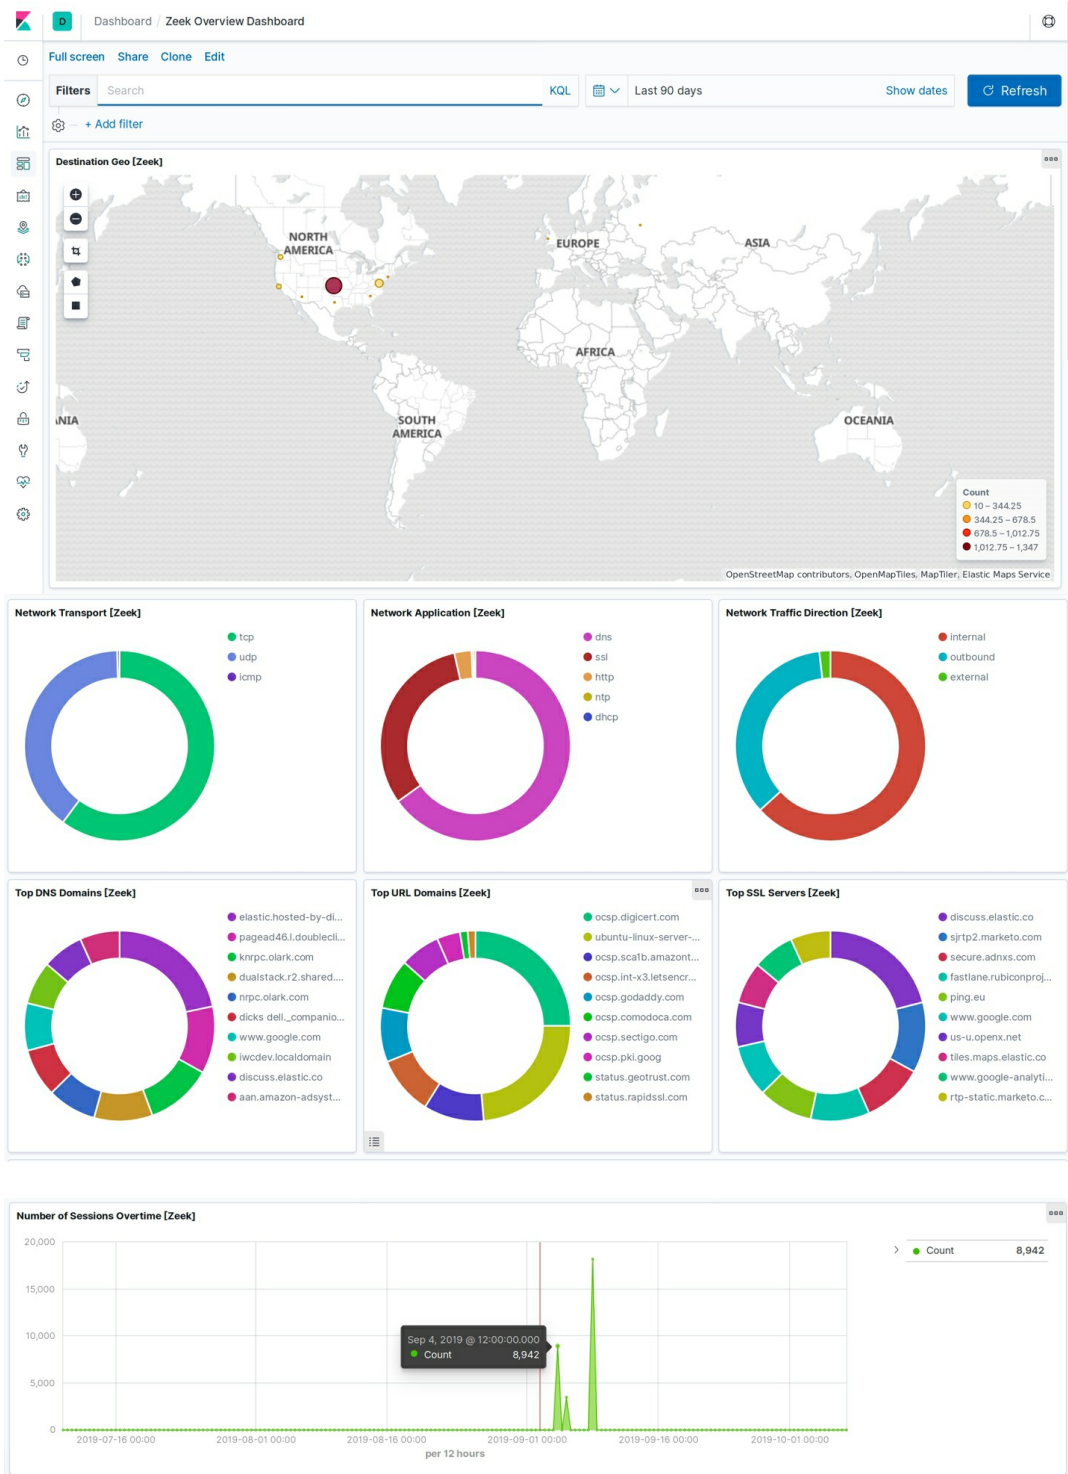 D Dashboard / Zeek Overview Dashboard
Full screen Share Clone Edit
Filters Search KQL Last 90 days Show dates Refresh
+ Add filter
Destination Geo [Zeek]
NORTH
AMERICA
EUROPE
ASIA
AFRICA
SOUTH
AMERICA
NIA
OCEANIA
Count
10 – 344.25
344.25 – 678.5
678.5 – 1,012.75
1,012.75 – 1,347
OpenStreetMap contributors, OpenMapTiles, MapTiler, Elastic Maps Service
Network Transport [Zeek]
tcp
udp
icmp
Network Application [Zeek]
dns
ssl
http
ntp
dhcp
Network Traffic Direction [Zeek]
internal
outbound
external
Top DNS Domains [Zeek]
elastic.hosted-by-di...
pagead46.l.doublecli...
knrpc.olark.com
dualstack.r2.shared....
nrpc.olark.com
dicks dell._companio...
www.google.com
iwcdev.localdomain
discuss.elastic.co
aan.amazon-adsyst...
Top URL Domains [Zeek]
ocsp.digicert.com
ubuntu-linux-server-...
ocsp.sca1b.amazont...
ocsp.int-x3.letsencr...
ocsp.godaddy.com
ocsp.comodoca.com
ocsp.sectigo.com
ocsp.pki.goog
status.geotrust.com
status.rapidssl.com
Top SSL Servers [Zeek]
discuss.elastic.co
sjrtp2.marketo.com
secure.adnxs.com
fastlane.rubiconproj...
ping.eu
www.google.com
us-u.openx.net
tiles.maps.elastic.co
www.google-analyti...
rtp-static.marketo.c...
Number of Sessions Overtime [Zeek]
20,000
15,000
10,000
5,000
0
Sep 4, 2019 @ 12:00:00.000
Count 8,942
2019-07-16 00:00 2019-08-01 00:00 2019-08-16 00:00 2019-09-01 00:00 2019-09-16 00:00 2019-10-01 00:00
per 12 hours
Count 8,942